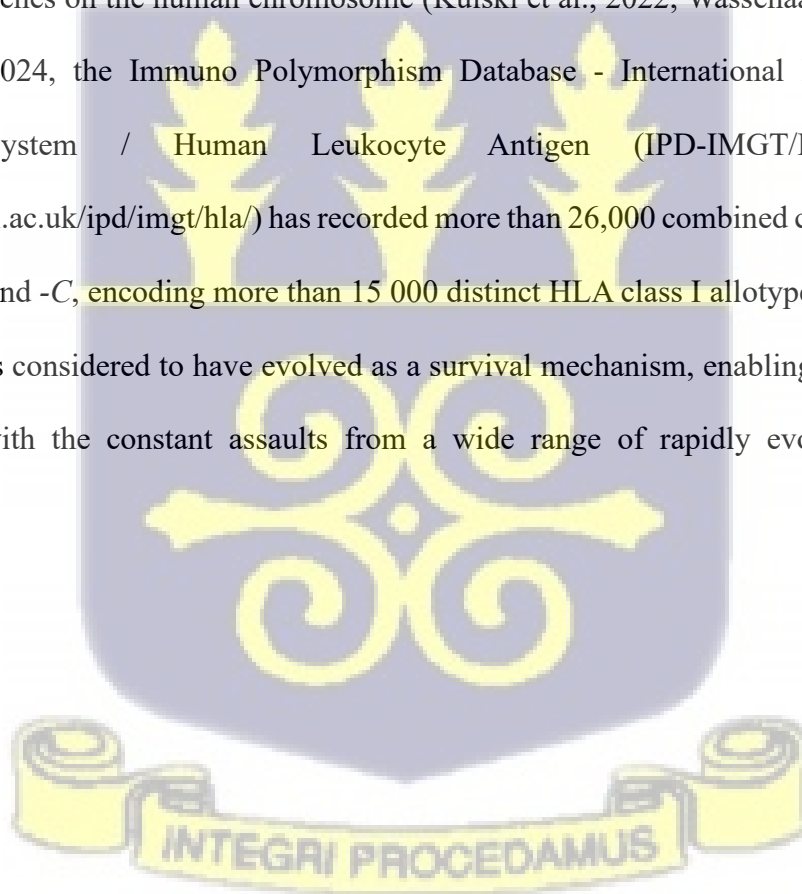 on the human chromosome (Kulski et al., 2022; Wassenaa
024, the Immuno Polymorphism Database - International
ystem / Human Leukocyte Antigen (IPD-IMGT/
.ac.uk/ipd/imgt/hla/) has recorded more than 26,000 combined
nd -C, encoding more than 15 000 distinct HLA class I allotype
s considered to have evolved as a survival mechanism, enabling
ith the constant assaults from a wide range of rapidly evo
INTEGRI PROCEDAMUS